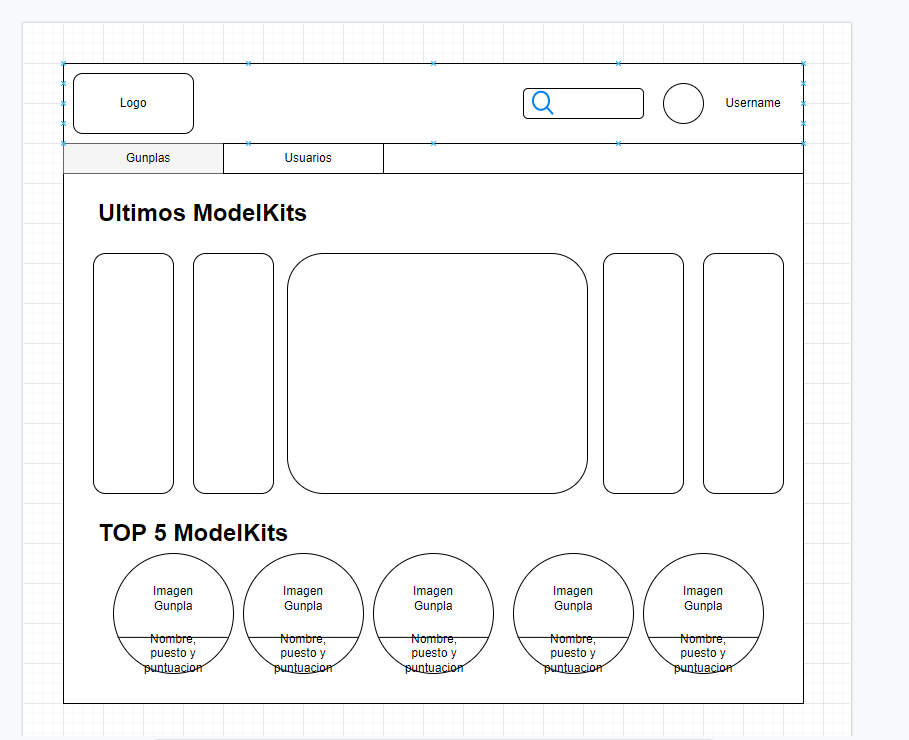 Logo
Username
Gunplas
Usuarios
Ultimos ModelKits
TOP 5 ModelKits
Imagen
Gunpla
Nombre,
puesto y
puntuacion
Imagen
Gunpla
Nombre,
puesto y
puntuacion
Imagen
Gunpla
Nombre,
puesto y
puntuacion
Imagen
Gunpla
Nombre,
puesto y
puntuacion
Imagen
Gunpla
Nombre,
puesto y
puntuacion